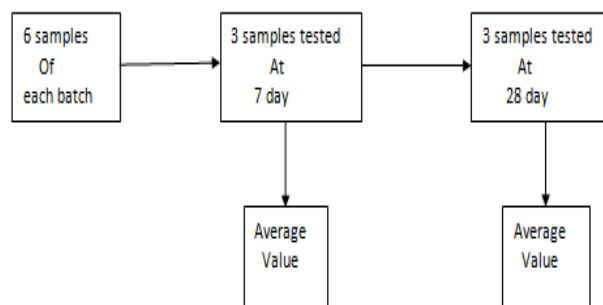 6 samples
Of
each batch
3 samples tested
At
7 day
3 samples tested
At
28 day
Average
Value
Average
Value